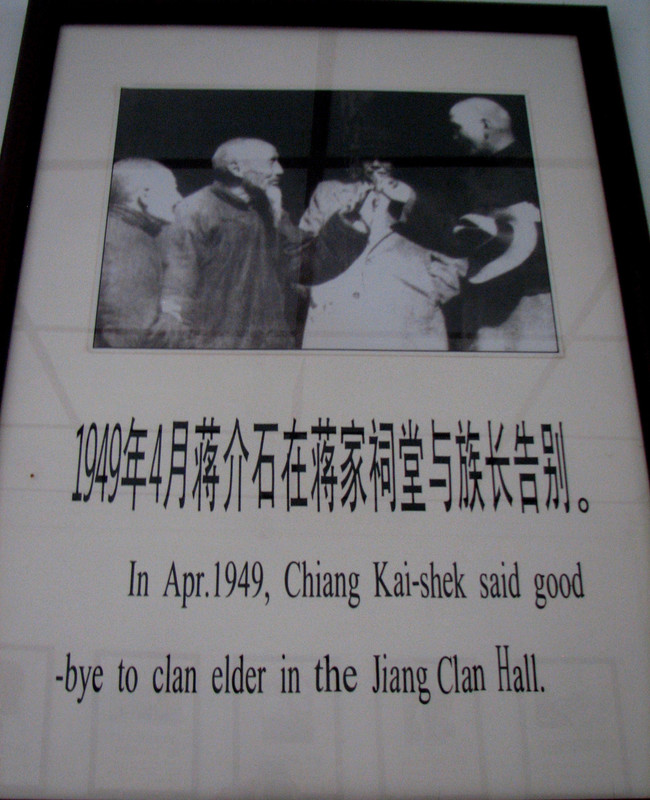 1949年4月蒋介石在蒋家祠堂与族长告别。
In Apr.1949, Chiang Kai-shek said good
-bye to clan elder in the Jiang Clan Hall.